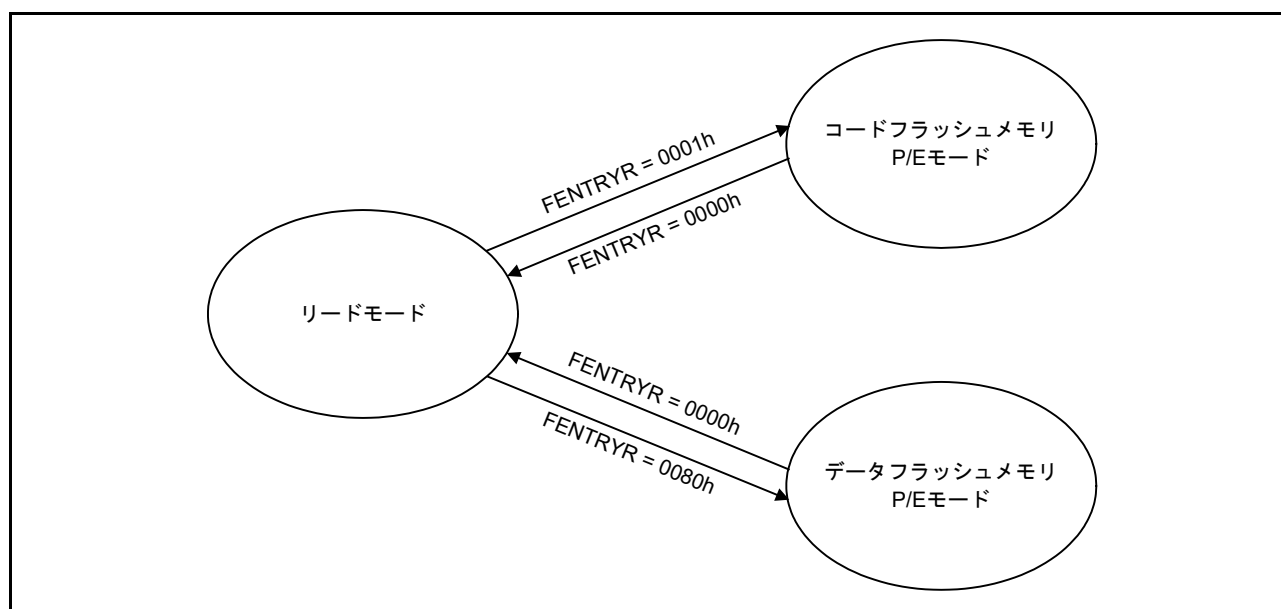 コードフラッシュメモリ
P/Eモード
FENTRYR = 0001h
FENTRYR = 0000h
リードモード
FENTRYR = 0000h
FENTRYR = 0080h
データフラッシュメモリ
P/Eモード